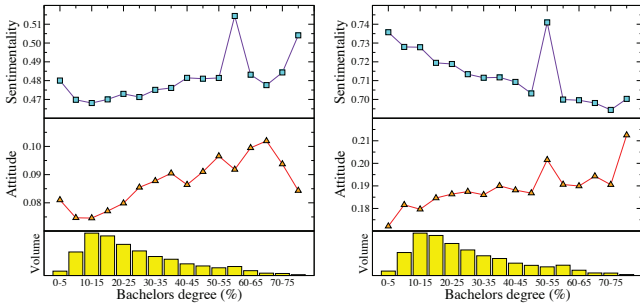 0.51
0.50
0.49
0.48
0.47
Sentimentality
0.10
0.09
0.08
Attitude
Volume
0-5 10-15 20-25 30-35 40-45 50-55 60-65 70-75
Bachelors degree (%)
0.74
0.73
0.72
0.71
0.70
Sentimentality
0.21
0.20
0.19
0.18
Attitude
Volume
0-5 10-15 20-25 30-35 40-45 50-55 60-65 70-75
Bachelors degree (%)